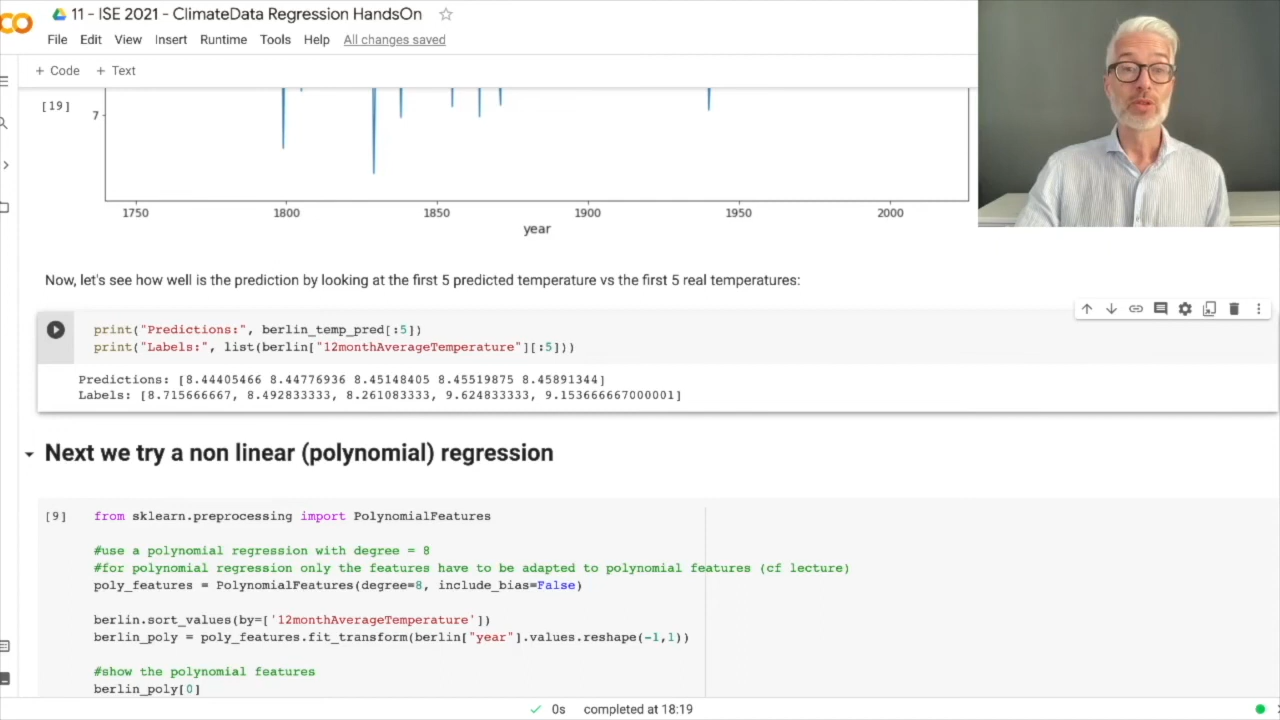 CO
11 - ISE 2021 - ClimateData Regression HandsOn
File Edit View Insert Runtime Tools Help All changes saved
+ Code + Text
[19]
7
1750 1800 1850 1900 1950 2000
year
Now, let's see how well is the prediction by looking at the first 5 predicted temperature vs the first 5 real temperatures:
print("Predictions:", berlin_temp_pred[:5])
print("Labels:", list(berlin["12monthAverageTemperature"][:5]))
Predictions: [8.44405466 8.44776936 8.45148405 8.45519875 8.45891344]
Labels: [8.715666667, 8.492833333, 8.261083333, 9.624833333, 9.153666667000001]
Next we try a non linear (polynomial) regression
[9] from sklearn.preprocessing import PolynomialFeatures
#use a polynomial regression with degree = 8
#for polynomial regression only the features have to be adapted to polynomial features (cf lecture)
poly_features = PolynomialFeatures(degree=8, include_bias=False)
berlin.sort_values(by=['12monthAverageTemperature'])
berlin_poly = poly_features.fit_transform(berlin["year"].values.reshape(-1,1))
#show the polynomial features
berlin_poly[0]
0s completed at 18:19